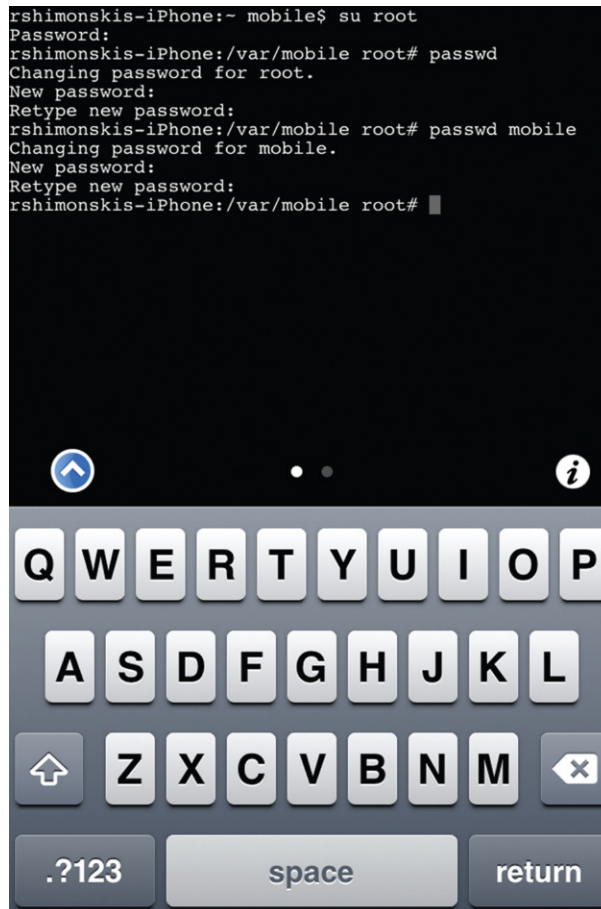 rshimonskis-iPhone:~ mobile$ su root
Password:
rshimonskis-iPhone:/var/mobile root# passwd
Changing password for root.
New password:
Retype new password:
rshimonskis-iPhone:/var/mobile root# passwd mobile
Changing password for mobile.
New password:
Retype new password:
rshimonskis-iPhone:/var/mobile root#
i
Q W E R T Y U I O P
A S D F G H J K L
Z X C V B N M
.?123 space return